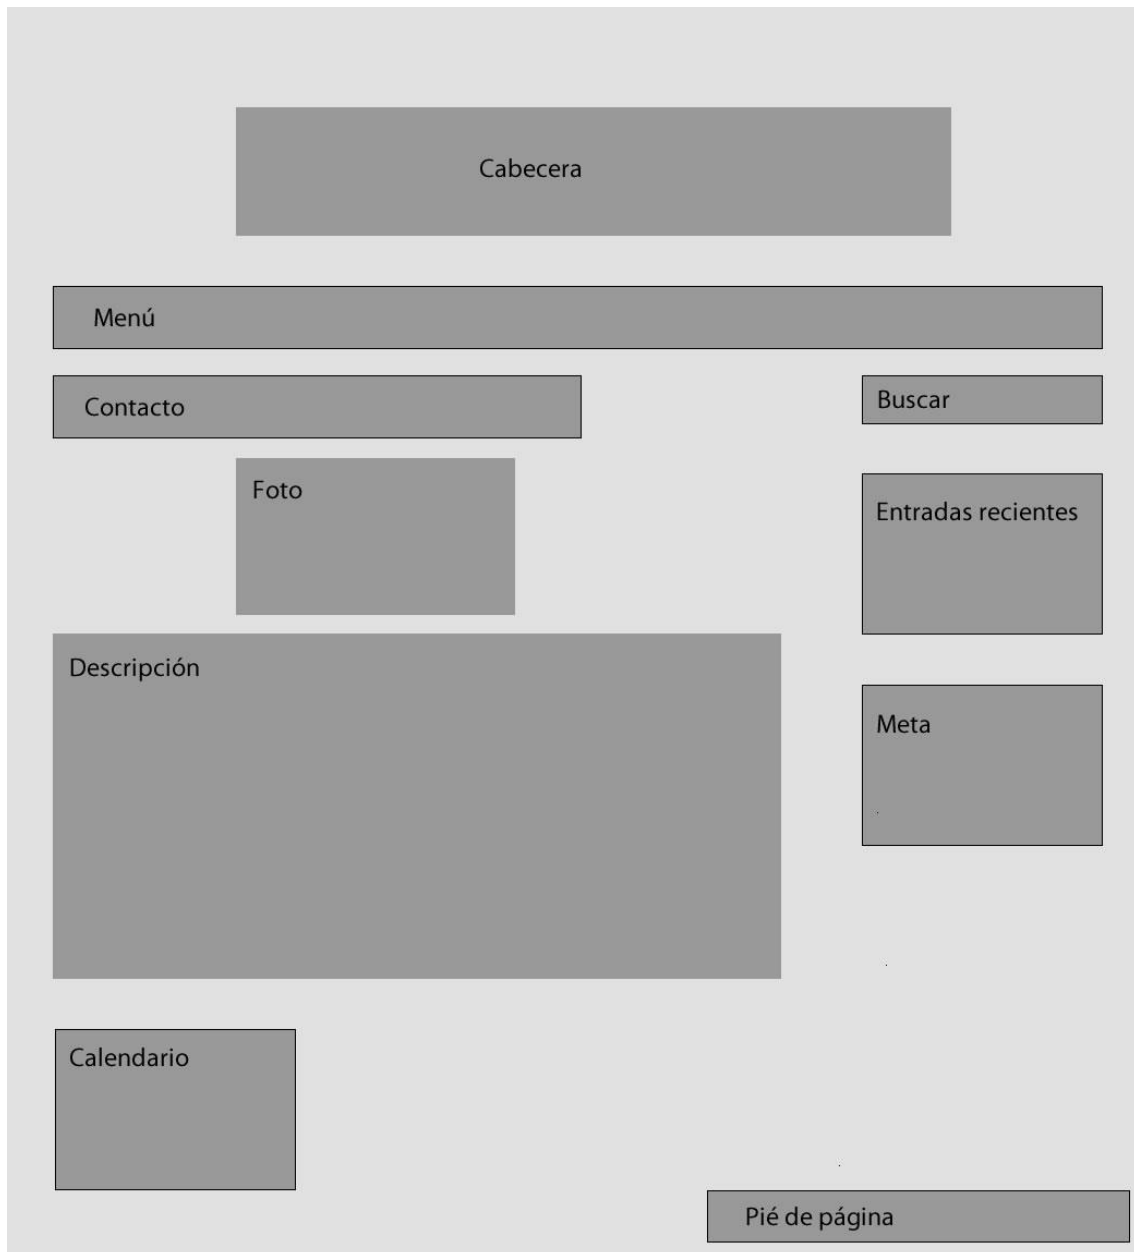 Cabecera
Menú
Contacto
Buscar
Foto
Entradas recientes
Descripción
Meta
Calendario
Pié de página